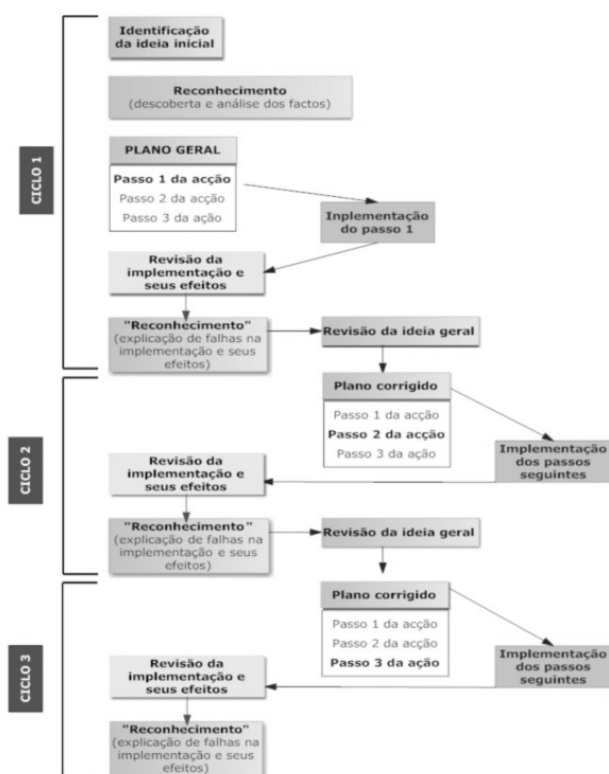 Identificação
da ideia inicial
Reconhecimento
(descoberta e análise dos factos)
CICLO 1
PLANO GERAL
Passo 1 da acção
Passo 2 da acção
Passo 3 da ação
Inplementação
do passo 1
Revisão da
implementação e
seus efeitos
"Reconhecimento"
(explicação de falhas na
implementação e seus
efeitos)
Revisão da ideia geral
CICLO 2
Plano corrigido
Passo 1 da acção
Passo 2 da acção
Passo 3 da ação
Implementação
dos passos
seguintes
Revisão da
implementação e
seus efeitos
"Reconhecimento"
(explicação de falhas na
implementação e seus
efeitos)
Revisão da ideia geral
CICLO 3
Plano corrigido
Passo 1 da acção
Passo 2 da acção
Passo 3 da ação
Implementação
dos passos
seguintes
Revisão da
implementação e
seus efeitos
"Reconhecimento"
(explicação de falhas na
implementação e seus
efeitos)